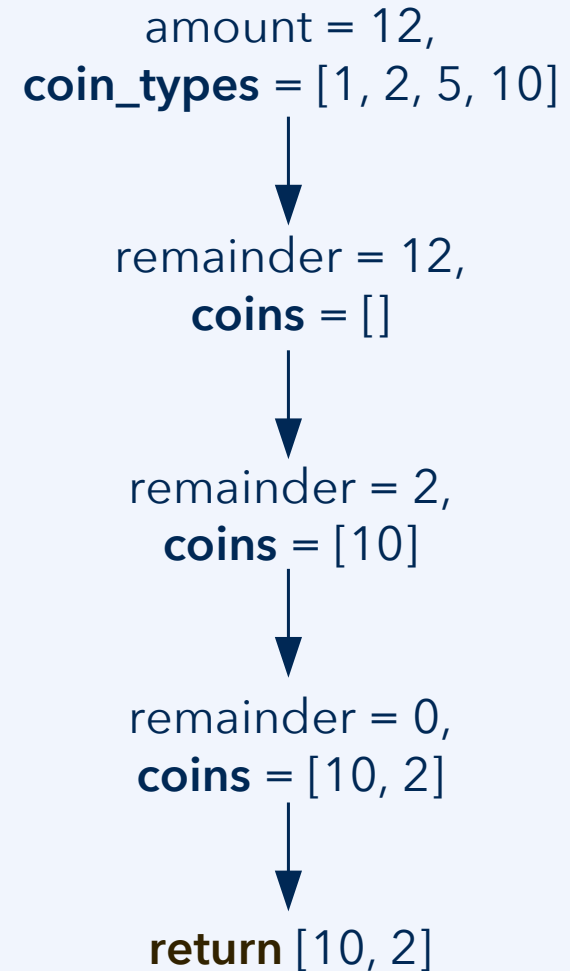 amount = 12,
coin_types = [1, 2, 5, 10]
remainder = 12,
coins = []
remainder = 2,
coins = [10]
remainder = 0,
coins = [10, 2]
return [10, 2]